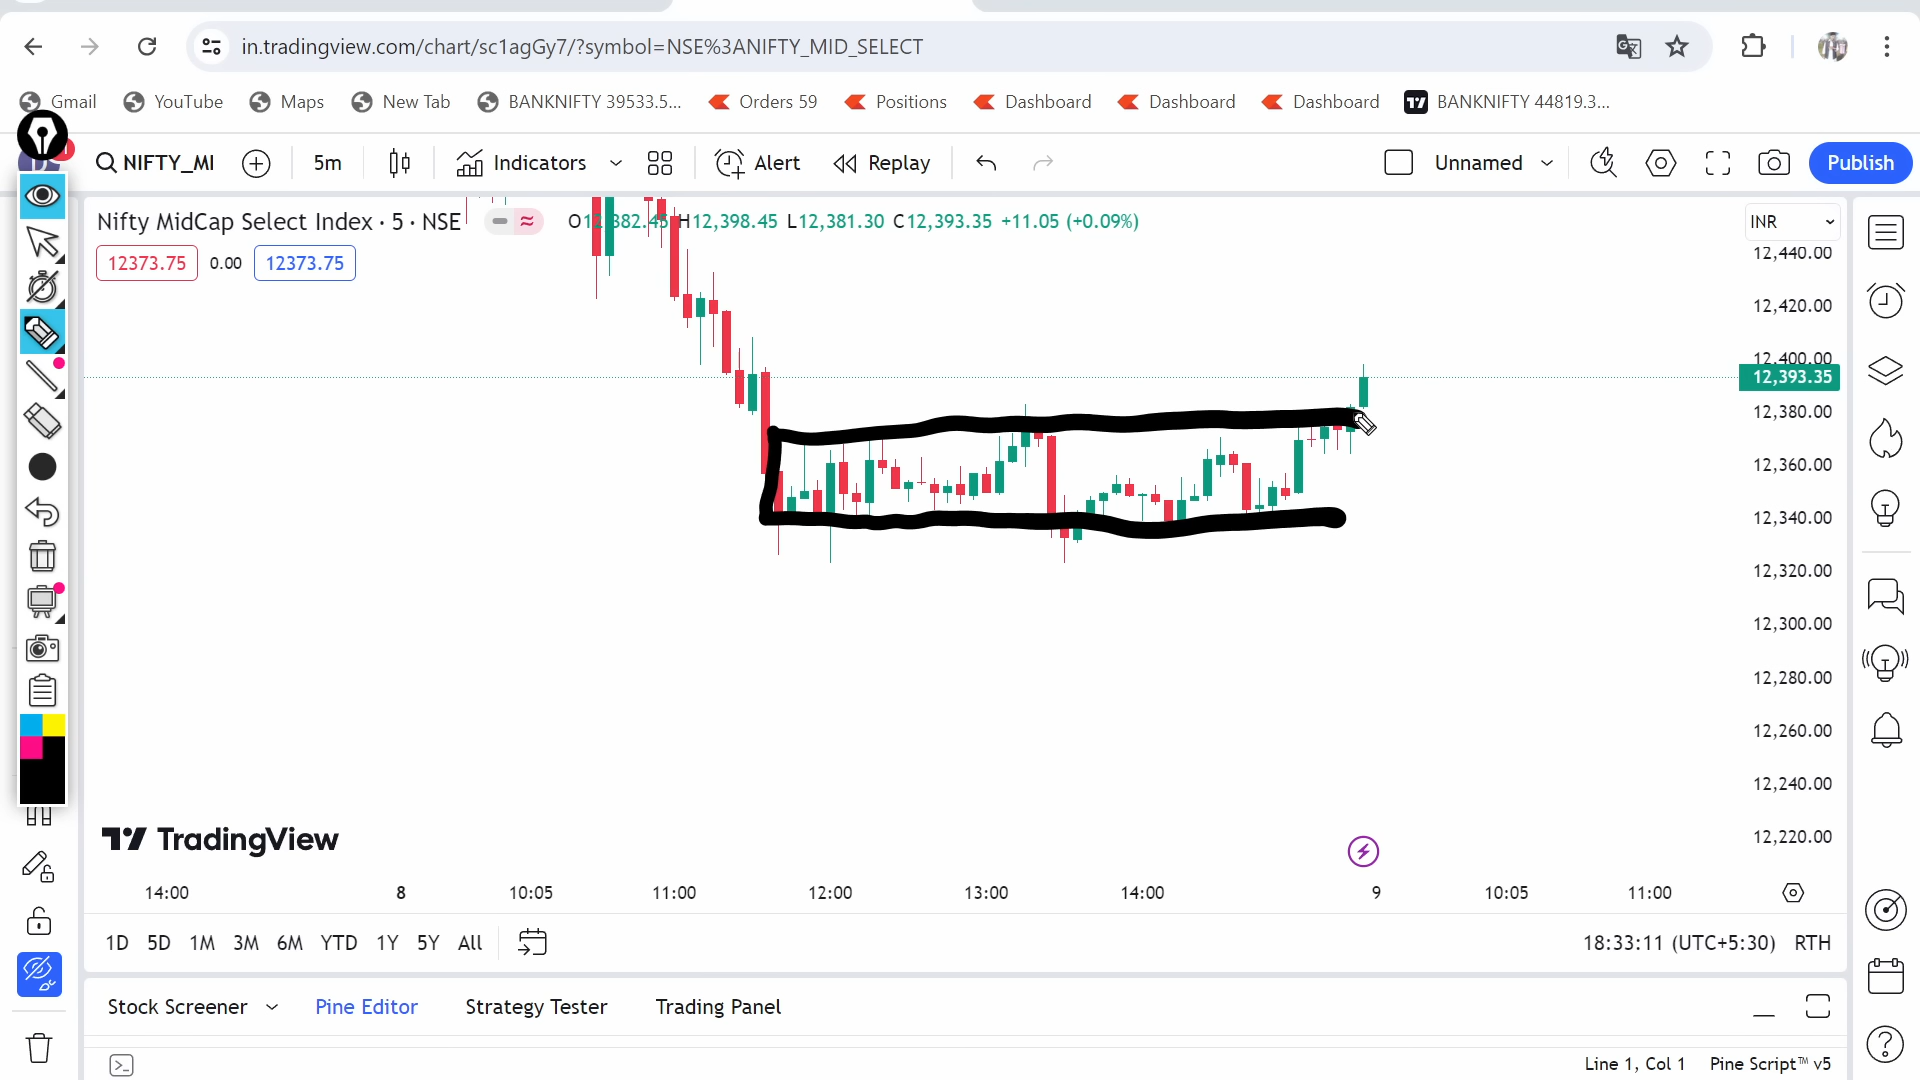 in.tradingview.com/chart/sc1agGy7/?symbol=NSE%3ANIFTY_MID_SELECT
Gmail YouTube Maps New Tab BANKNIFTY 39533.5... Orders 59 Positions Dashboard Dashboard Dashboard BANKNIFTY 44819.3...
NIFTY_MI 5m Indicators Alert Replay Unnamed Publish
Nifty MidCap Select Index · 5 · NSE O12,382.45 H12,398.45 L12,381.30 C12,393.35 +11.05 (+0.09%) INR
12373.75 0.00 12373.75
12,440.00
12,420.00
12,400.00
12,393.35
12,380.00
12,360.00
12,340.00
12,320.00
12,300.00
12,280.00
12,260.00
12,240.00
12,220.00
TradingView
14:00 8 10:05 11:00 12:00 13:00 14:00 9 10:05 11:00
1D 5D 1M 3M 6M YTD 1Y 5Y All 18:33:11 (UTC+5:30) RTH
Stock Screener Pine Editor Strategy Tester Trading Panel
Line 1, Col 1 Pine Script™ v5